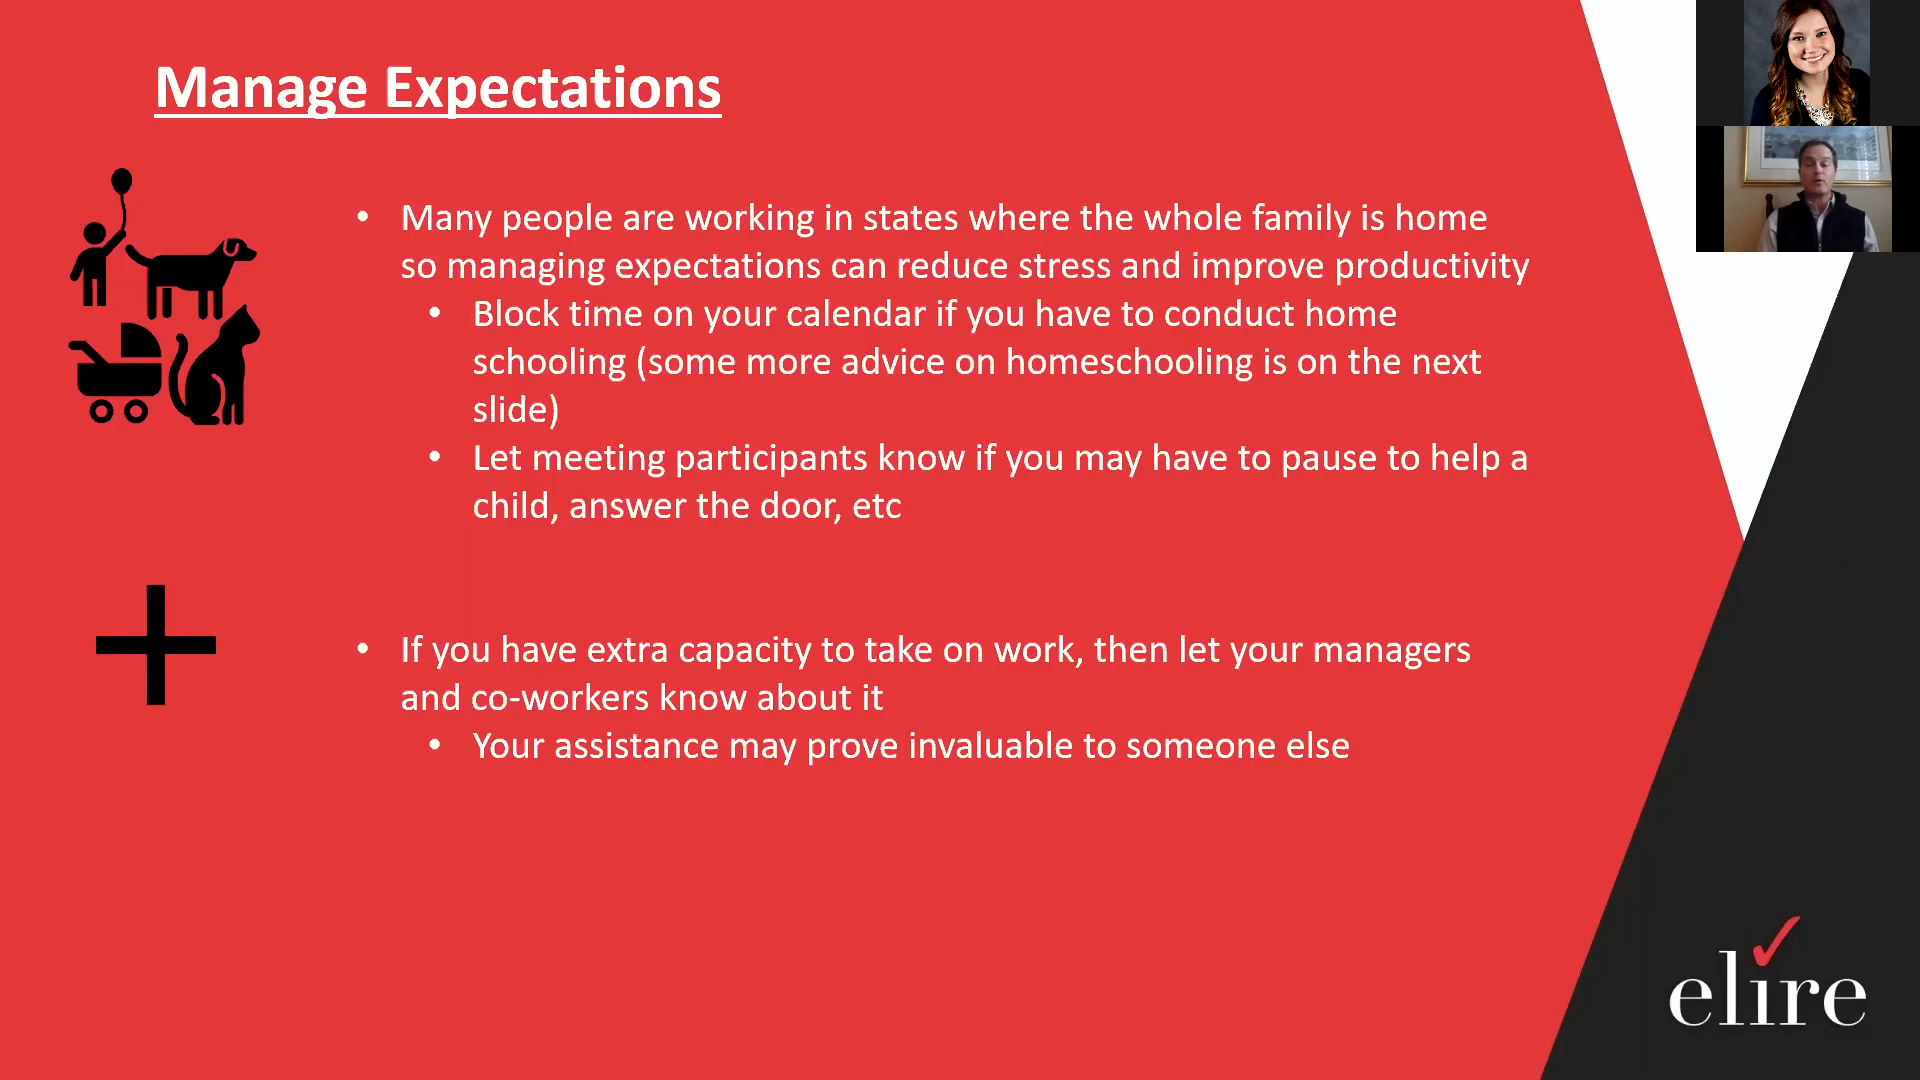 Manage Expectations
• Many people are working in states where the whole family is home
so managing expectations can reduce stress and improve productivity
• Block time on your calendar if you have to conduct home
schooling (some more advice on homeschooling is on the next
slide)
• Let meeting participants know if you may have to pause to help a
child, answer the door, etc
• If you have extra capacity to take on work, then let your managers
and co-workers know about it
• Your assistance may prove invaluable to someone else
elire